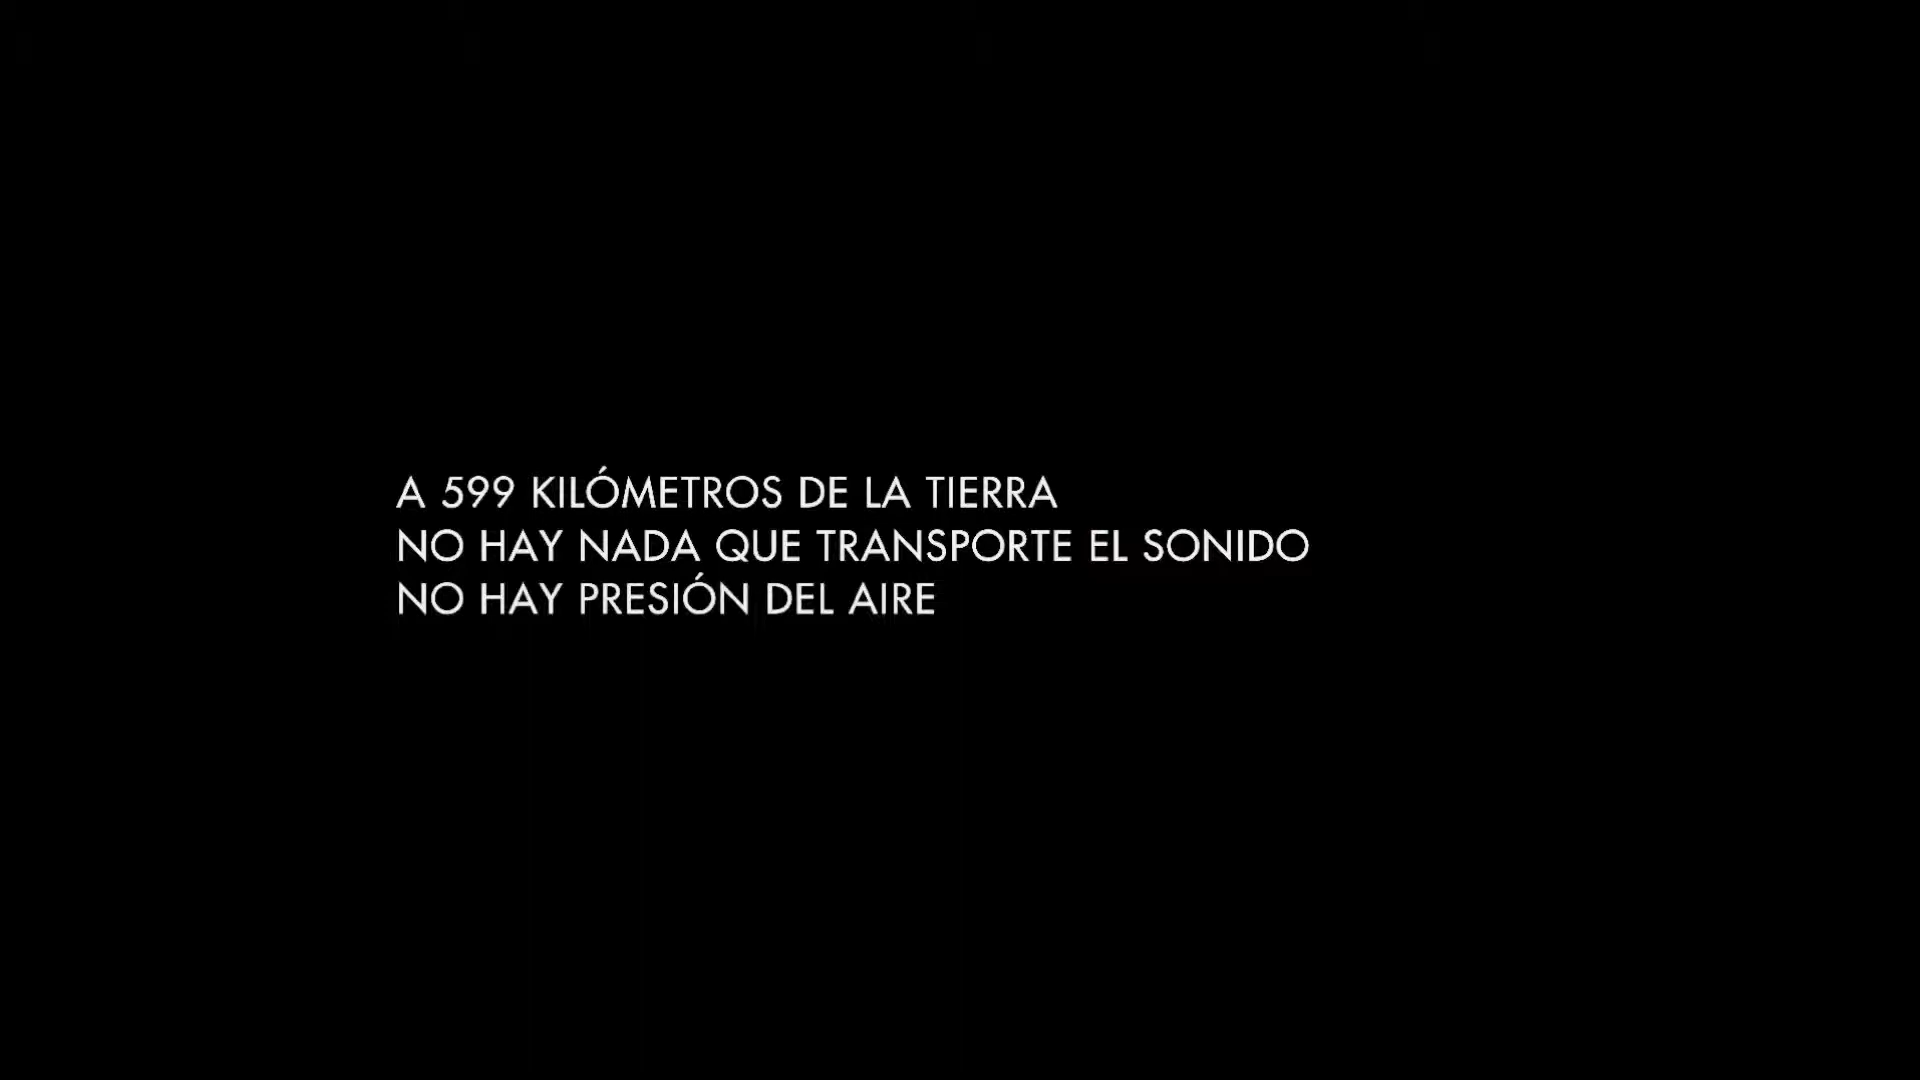 A 599 KILÓMETROS DE LA TIERRA
NO HAY NADA QUE TRANSPORTE EL SONIDO
NO HAY PRESIÓN DEL AIRE